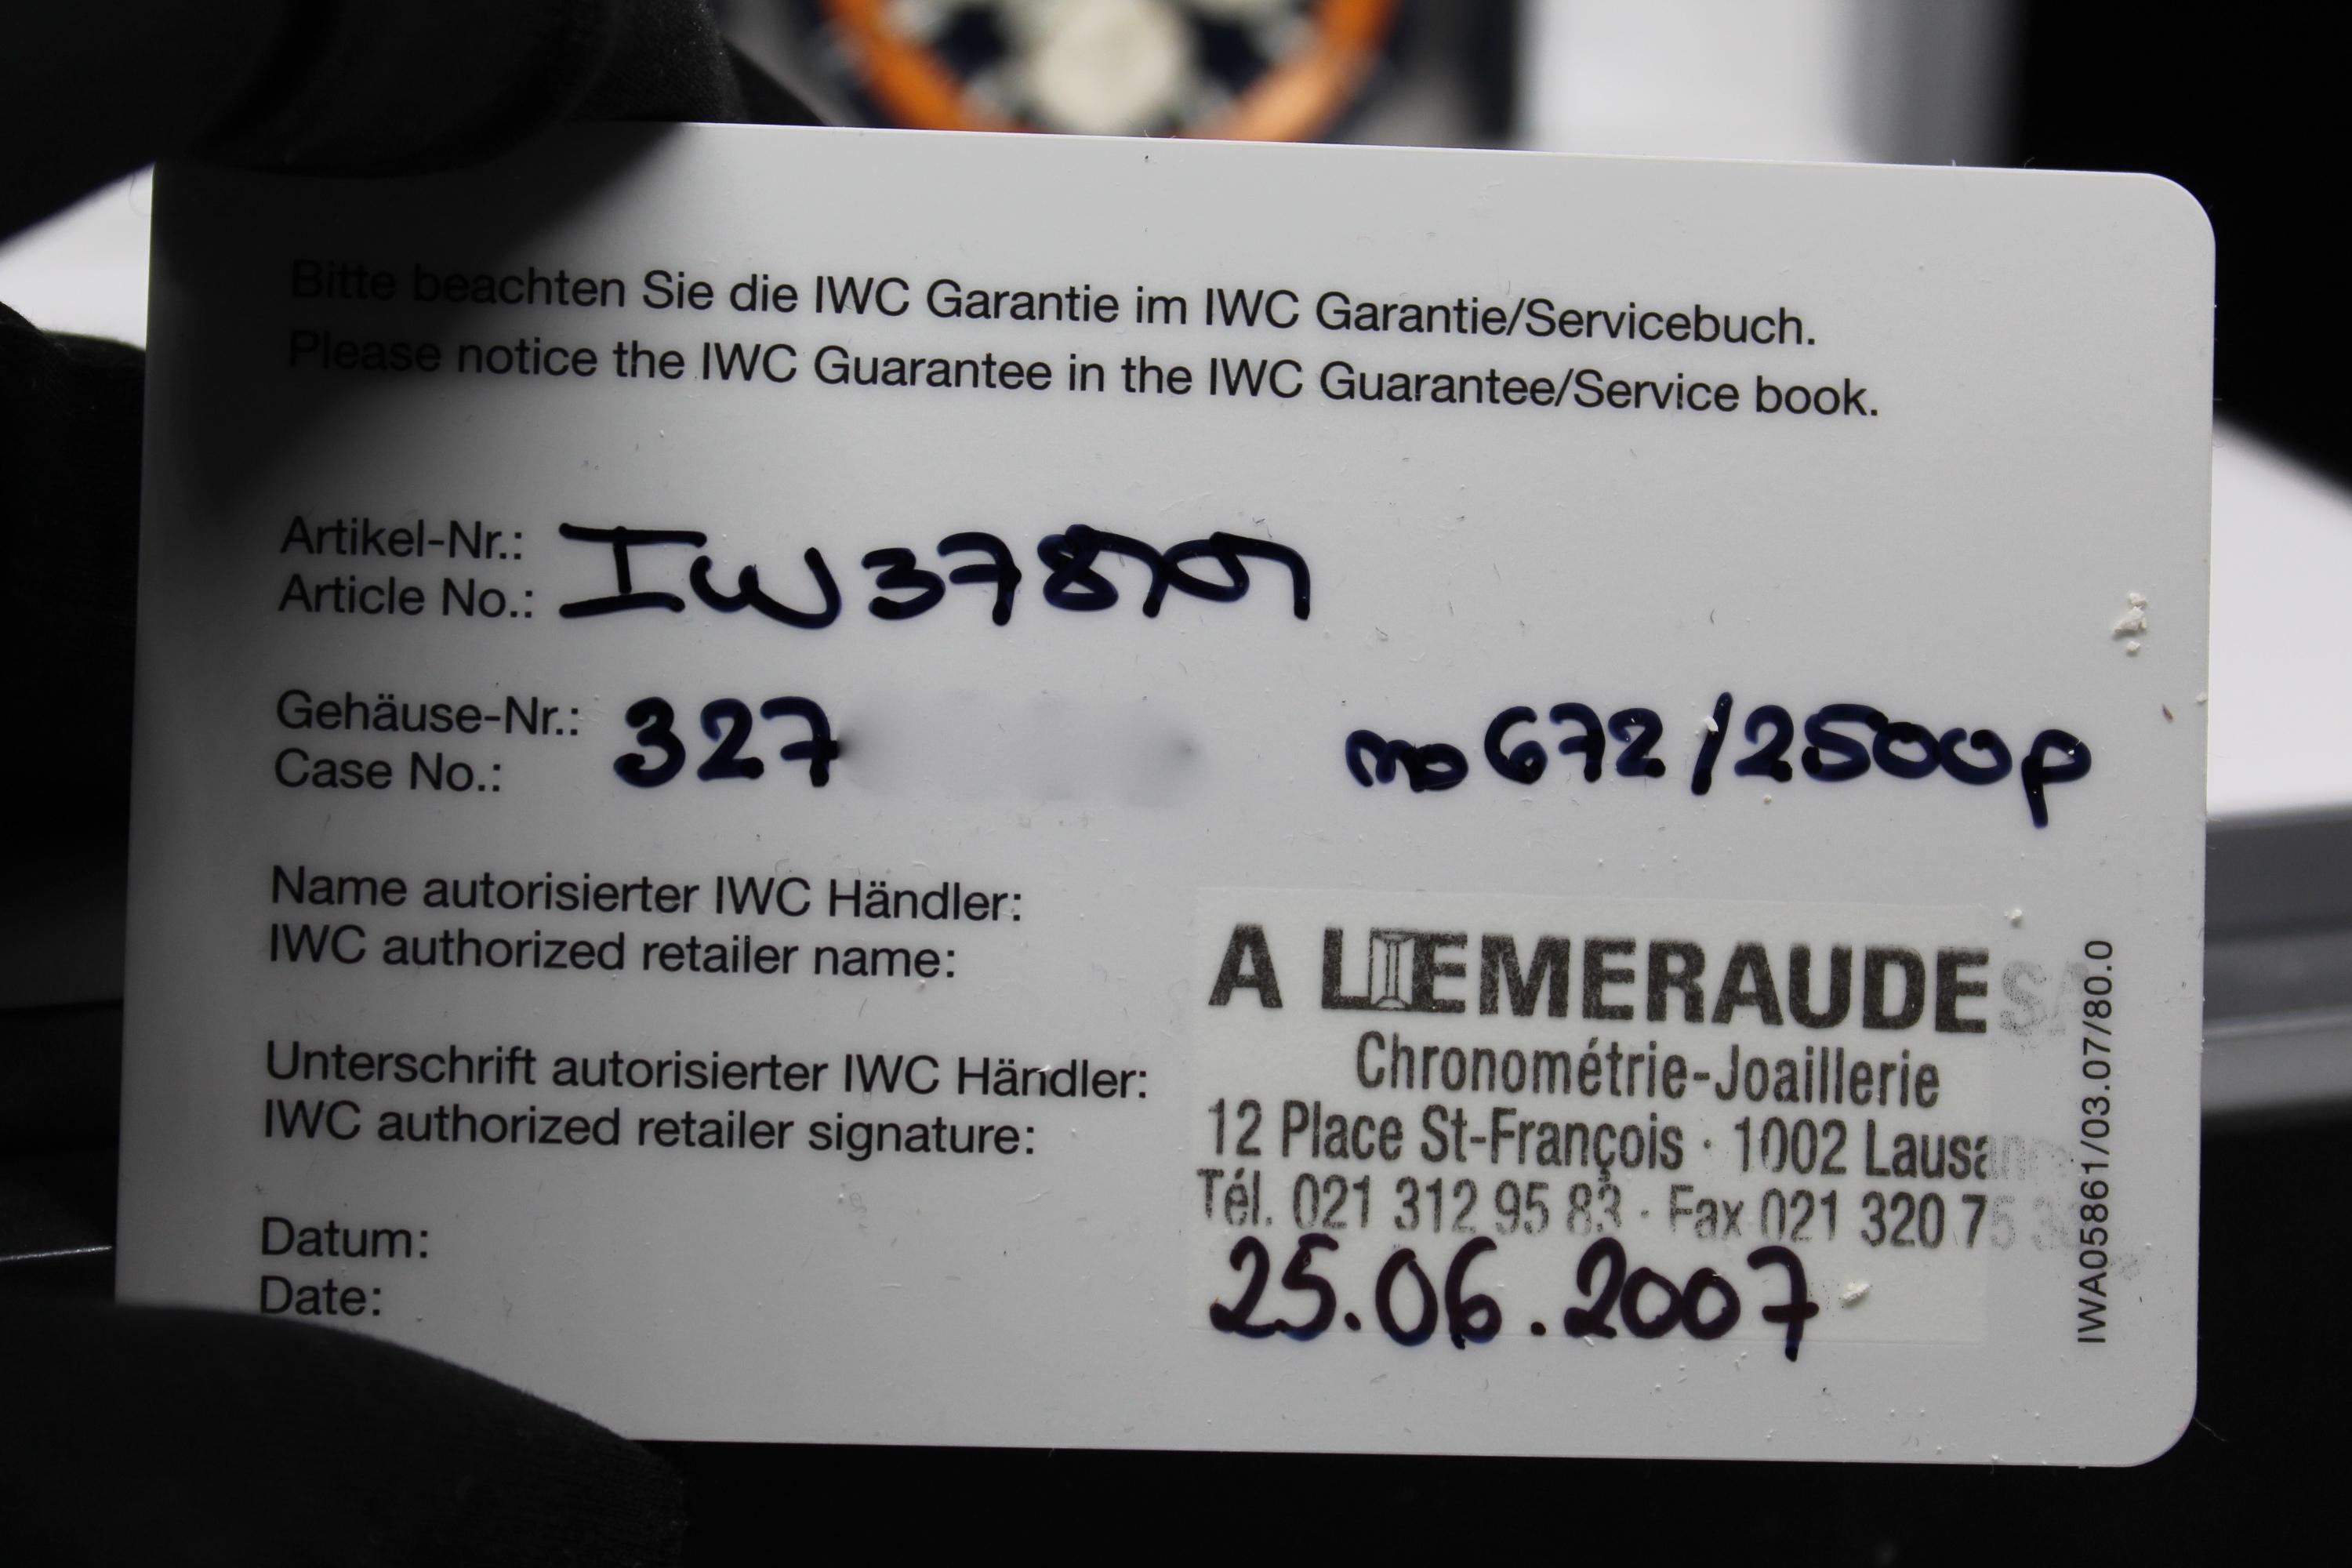 Bitte beachten Sie die IWC Garantie im IWC Garantie/Servicebuch.
Please notice the IWC Guarantee in the IWC Guarantee/Service book.
Artikel-Nr.:
Article No.: IW378101
Gehäuse-Nr.:
Case No.: 327
no672/2500p
Name autorisierter IWC Händler:
IWC authorized retailer name:
A L'EMERAUDE SA
Chronométrie-Joaillerie
12 Place St-François · 1002 Lausanne
Tél. 021 312 95 83 · Fax 021 320 75
Unterschrift autorisierter IWC Händler:
IWC authorized retailer signature:
Datum:
Date:
25.06.2007
IWA05861/03.07/80.0